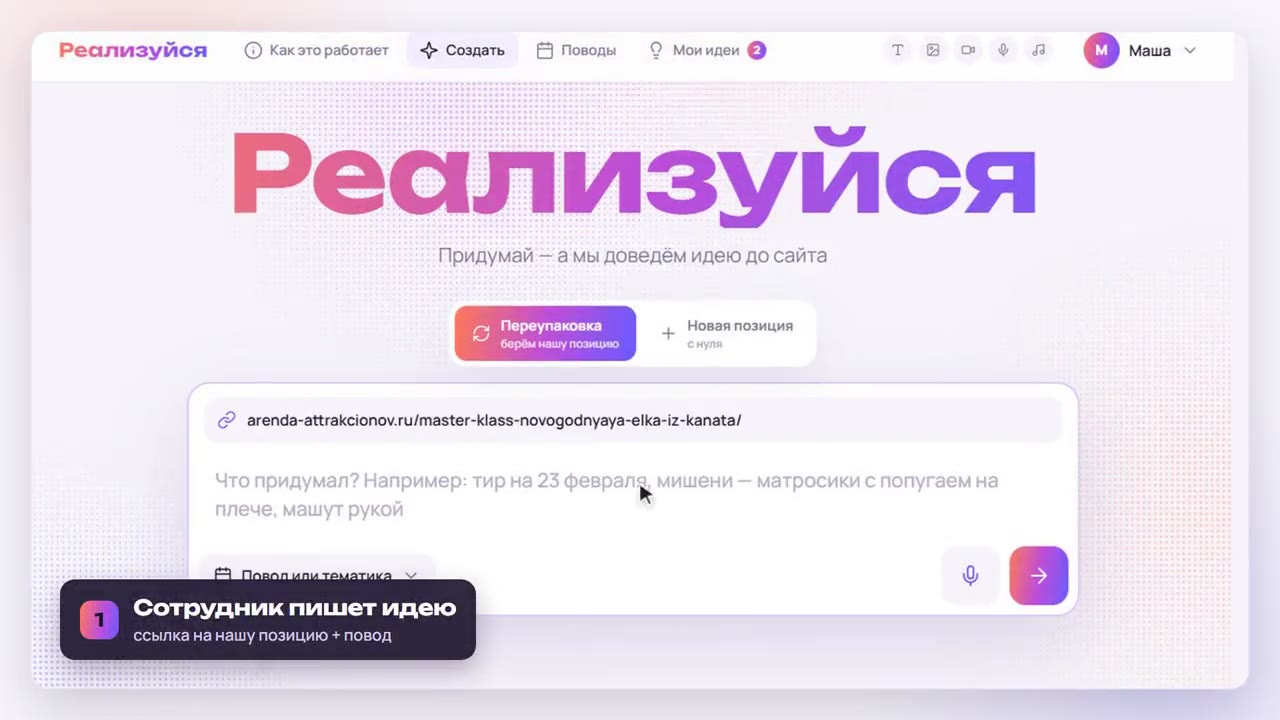 Реализуйся
Как это работает
Создать
Поводы
Мои идеи 2
М Маша
Реализуйся
Придумай — а мы доведём идею до сайта
Переупаковка
берём нашу позицию
Новая позиция
с нуля
arenda-attrakcionov.ru/master-klass-novogodnyaya-elka-iz-kanata/
Что придумал? Например: тир на 23 февраля, мишени — матросики с попугаем на
плече, машут рукой
Повод или тематика
1 Сотрудник пишет идею
ссылка на нашу позицию + повод